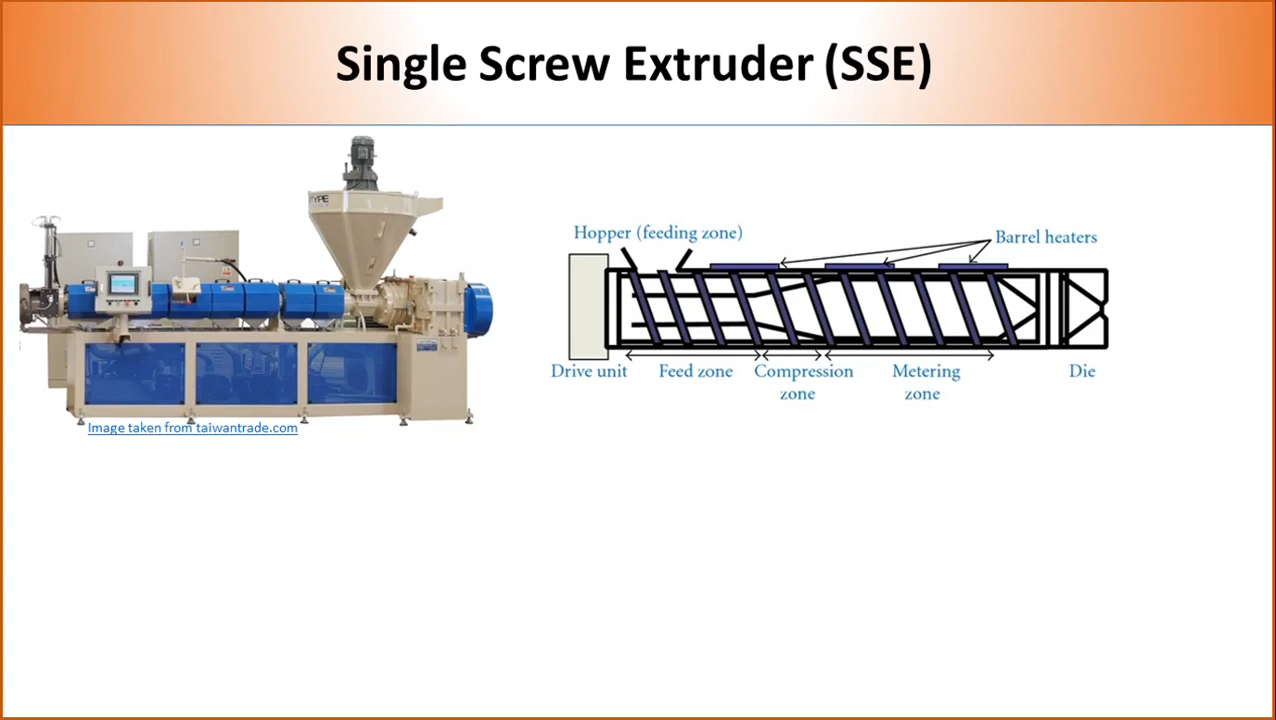 Single Screw Extruder (SSE)
Image taken from taiwantrade.com
Hopper (feeding zone)
Barrel heaters
Drive unit
Feed zone
Compression
zone
Metering
zone
Die